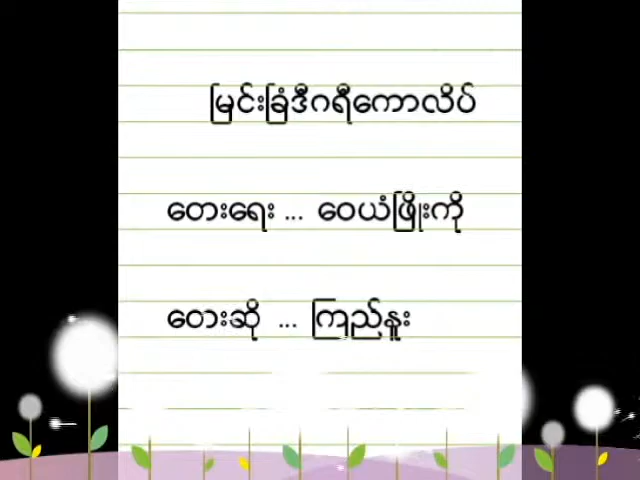 မြင်းခြံဒီဂရီကောလိပ်
တေးရေး ... ဝေယံဖြိုးကို
တေးဆို ... ကြည်နူး